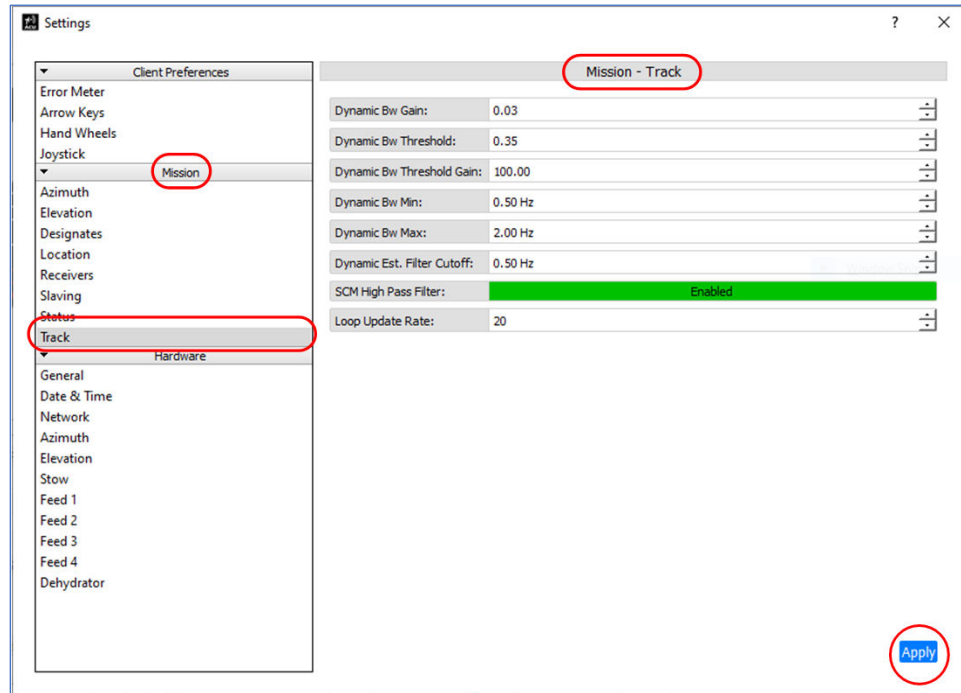 Settings
? ×
Client Preferences
Error Meter
Arrow Keys
Hand Wheels
Joystick
Mission
Azimuth
Elevation
Designates
Location
Receivers
Slaving
Status
Track
Hardware
General
Date & Time
Network
Azimuth
Elevation
Stow
Feed 1
Feed 2
Feed 3
Feed 4
Dehydrator
Mission - Track
Dynamic Bw Gain: 0.03
Dynamic Bw Threshold: 0.35
Dynamic Bw Threshold Gain: 100.00
Dynamic Bw Min: 0.50 Hz
Dynamic Bw Max: 2.00 Hz
Dynamic Est. Filter Cutoff: 0.50 Hz
SCM High Pass Filter: Enabled
Loop Update Rate: 20
Apply